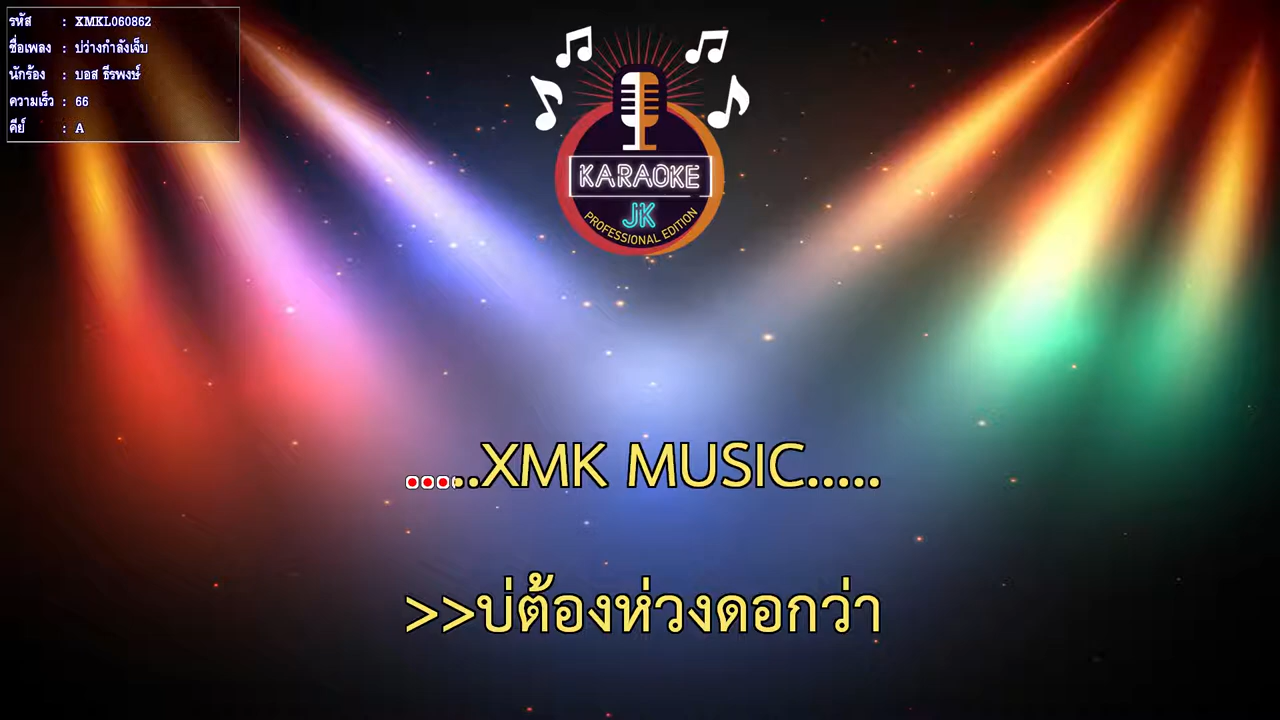 รหัส : XMKL060862
ชื่อเพลง : บ่ว่างกำลังเจ็บ
นักร้อง : บอส ธีรพงษ์
ความเร็ว : 66
คีย์ : A
KARAOKE
JK
PROFESSIONAL EDITION
.....XMK MUSIC.....
>>บ่ต้องห่วงดอกว่า